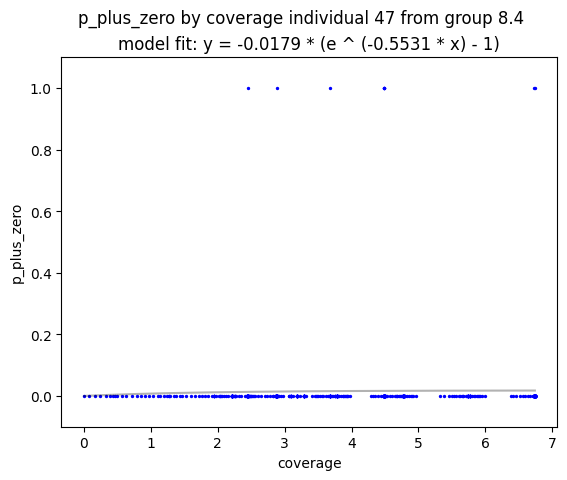 p_plus_zero by coverage individual 47 from group 8.4
model fit: y = -0.0179 * (e ^ (-0.5531 * x) - 1)
1.0
0.8
0.6
0.4
0.2
0.0
p_plus_zero
0 1 2 3 4 5 6 7
coverage